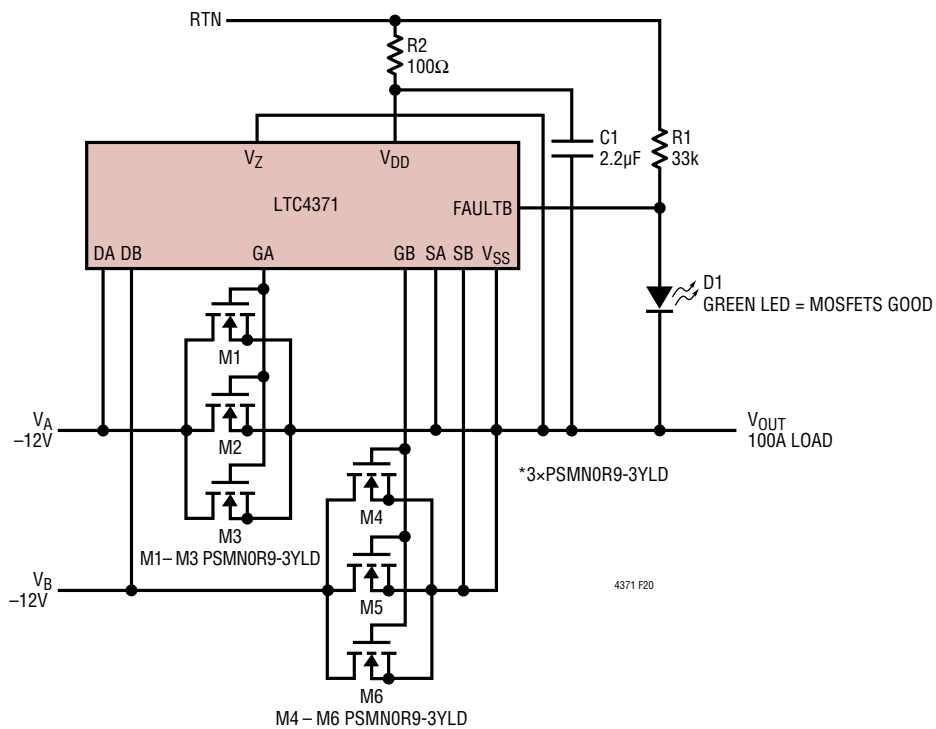 RTN
R2
100Ω
C1
2.2µF
R1
33k
VZ
VDD
LTC4371
FAULTB
DA DB
GA
GB
SA
SB
VSS
D1
GREEN LED = MOSFETS GOOD
M1
M2
M3
M1– M3 PSMN0R9-3YLD
VA
–12V
VOUT
100A LOAD
*3×PSMN0R9-3YLD
M4
M5
M6
M4 – M6 PSMN0R9-3YLD
VB
–12V
4371 F20